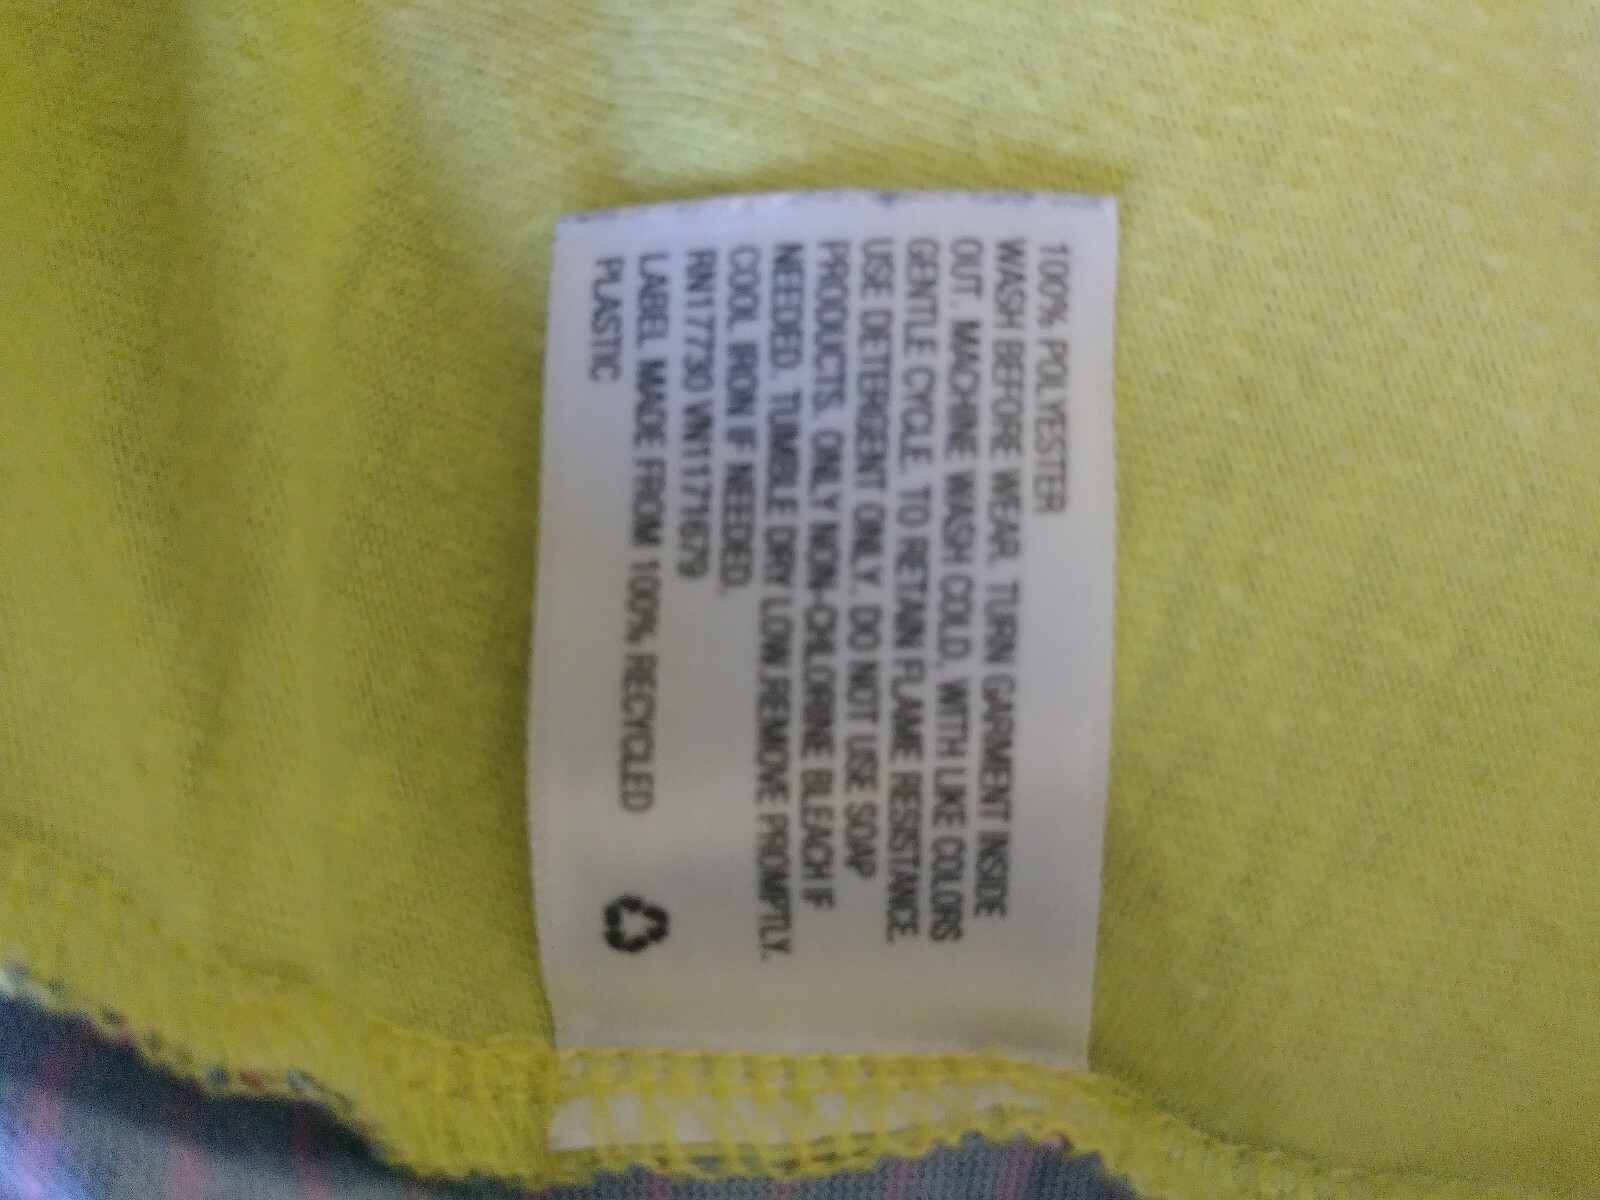 100% POLYESTER
WASH BEFORE WEAR. TURN GARMENT INSIDE
OUT. MACHINE WASH COLD, WITH LIKE COLORS
GENTLE CYCLE. TO RETAIN FLAME RESISTANCE.
USE DETERGENT ONLY. DO NOT USE SOAP
PRODUCTS. ONLY NON-CHLORINE BLEACH IF
NEEDED. TUMBLE DRY LOW.REMOVE PROMPTLY.
COOL IRON IF NEEDED.
RN177730 VN1171679
LABEL MADE FROM 100% RECYCLED
PLASTIC